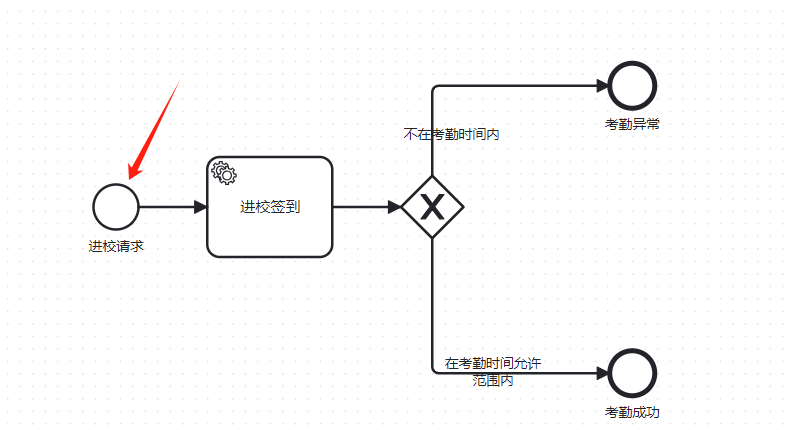 不在考勤时间内
考勤异常
进校签到
进校请求
在考勤时间允许
范围内
考勤成功